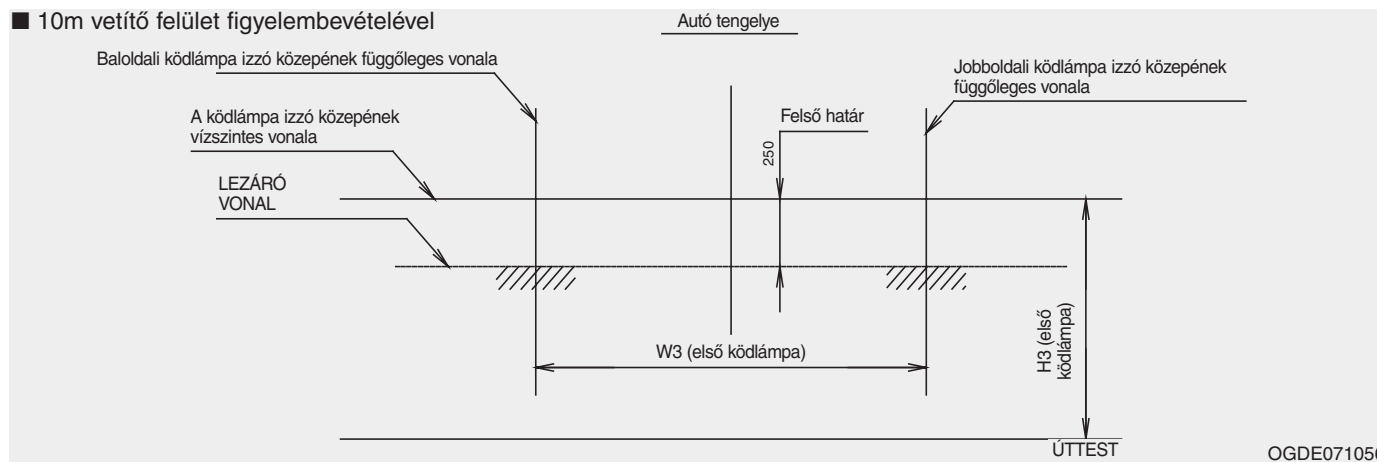 ■ 10m vetítő felület figyelembevételével
Autó tengelye
Baloldali ködlámpa izzó közepének függőleges vonala
Jobboldali ködlámpa izzó közepének
függőleges vonala
A ködlámpa izzó közepének
vízszintes vonala
Felső határ
250
LEZÁRÓ
VONAL
W3 (első ködlámpa)
H3 (első
ködlámpa)
ÚTTEST
OGDE071056